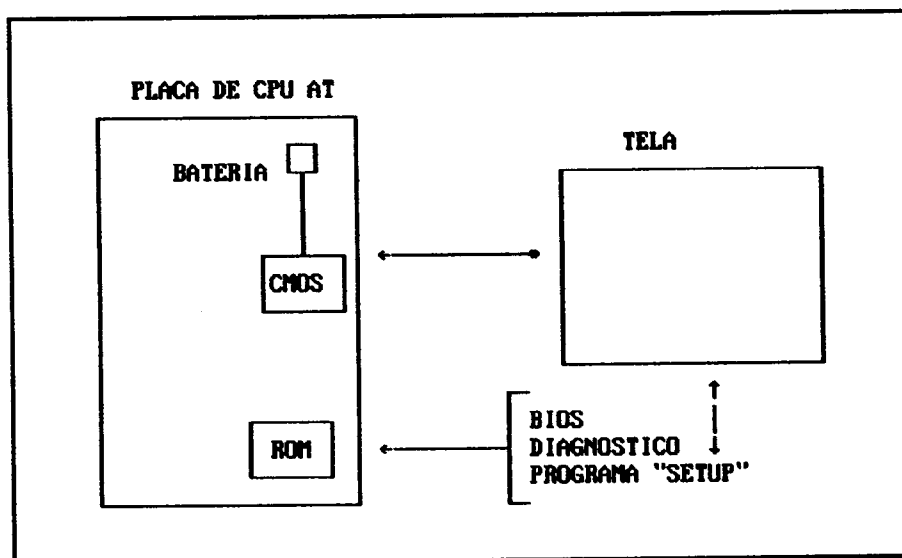 PLACA DE CPU AT
TELA
BATERIA
CMOS
ROM
BIOS
DIAGNOSTICO
PROGRAMA "SETUP"